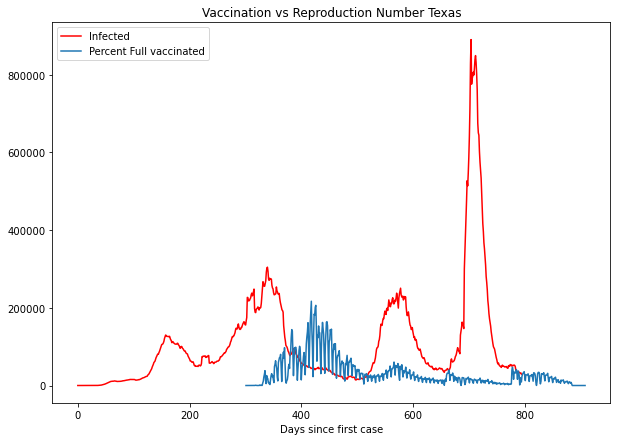 Vaccination vs Reproduction Number Texas
Infected
Percent Full vaccinated
800000
600000
400000
200000
0
0 200 400 600 800
Days since first case